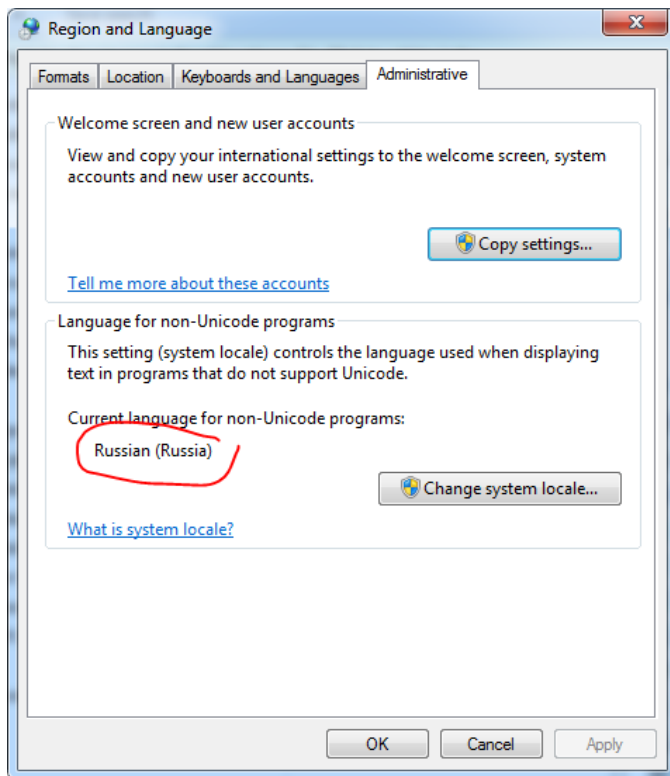 Region and Language
Formats
Location
Keyboards and Languages
Administrative
Welcome screen and new user accounts
View and copy your international settings to the welcome screen, system
accounts and new user accounts.
Copy settings...
Tell me more about these accounts
Language for non-Unicode programs
This setting (system locale) controls the language used when displaying
text in programs that do not support Unicode.
Current language for non-Unicode programs:
Russian (Russia)
Change system locale...
What is system locale?
OK
Cancel
Apply